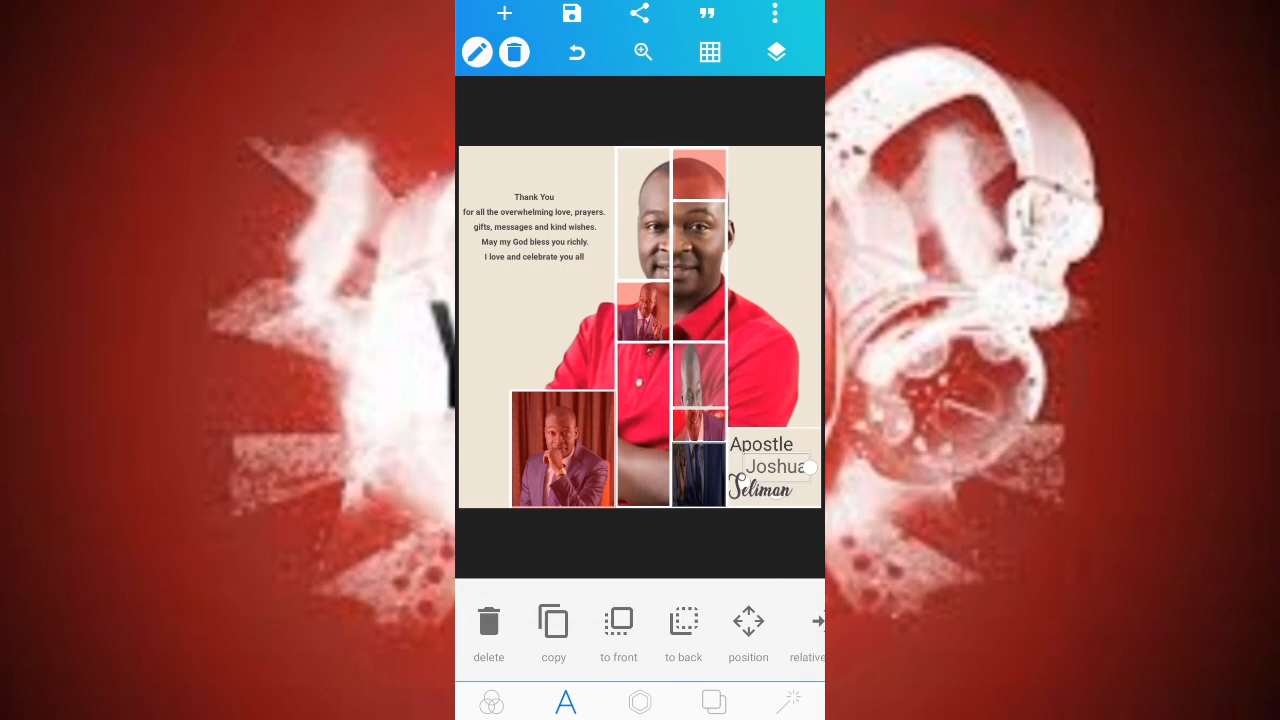 Thank You
for all the overwhelming love, prayers.
gifts, messages and kind wishes.
May my God bless you richly.
I love and celebrate you all
Apostle
Joshua
Seliman
delete
copy
to front
to back
position
relative